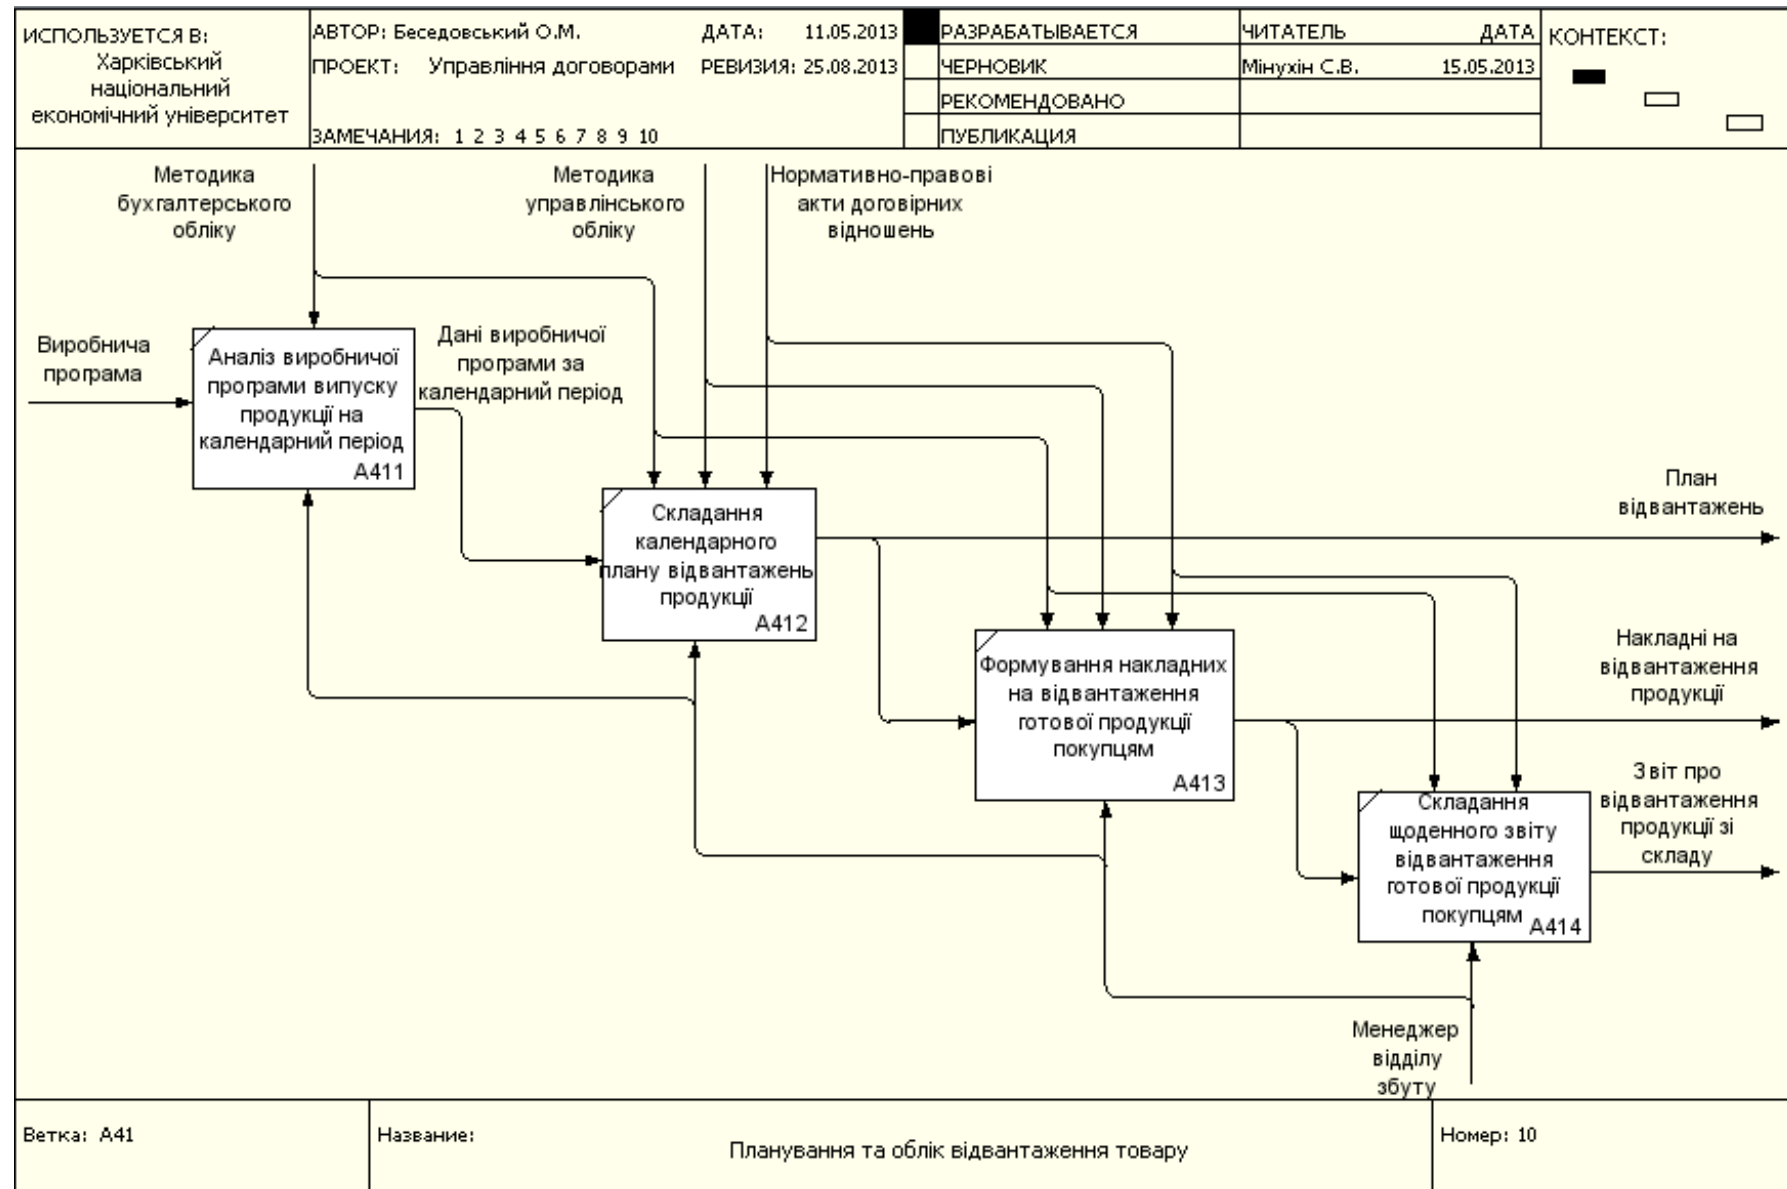 ИСПОЛЬЗУЕТСЯ В:
Харківський
національний
економічний університет
АВТОР: Беседовський О.М.
ДАТА: 11.05.2013
ПРОЕКТ: Управління договорами
РЕВИЗИЯ: 25.08.2013
ЗАМЕЧАНИЯ: 1 2 3 4 5 6 7 8 9 10
РАЗРАБАТЫВАЕТСЯ
ЧЕРНОВИК
РЕКОМЕНДОВАНО
ПУБЛИКАЦИЯ
ЧИТАТЕЛЬ ДАТА
Мінухін С.В. 15.05.2013
КОНТЕКСТ:
Методика
бухгалтерського
обліку
Методика
управлінського
обліку
Нормативно-правові
акти договірних
відношень
Виробнича
програма
Аналіз виробничої
програми випуску
продукції на
календарний період
A411
Дані виробничої
програми за
календарний період
Складання
календарного
плану відвантажень
продукції
A412
План
відвантажень
Формування накладних
на відвантаження
готової продукції
покупцям
A413
Накладні на
відвантаження
продукції
Складання
щоденного звіту
відвантаження
готової продукції
покупцям
A414
Звіт про
відвантаження
продукції зі
складу
Менеджер
відділу
збуту
Ветка: A41
Название:
Планування та облік відвантаження товару
Номер: 10